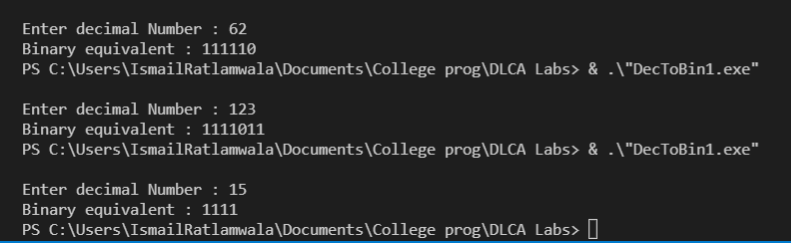 Enter decimal Number : 62
Binary equivalent : 111110
PS C:\Users\IsmailRatlamwala\Documents\College prog\DLCA Labs> & .\"DecToBin1.exe"
Enter decimal Number : 123
Binary equivalent : 1111011
PS C:\Users\IsmailRatlamwala\Documents\College prog\DLCA Labs> & .\"DecToBin1.exe"
Enter decimal Number : 15
Binary equivalent : 1111
PS C:\Users\IsmailRatlamwala\Documents\College prog\DLCA Labs>